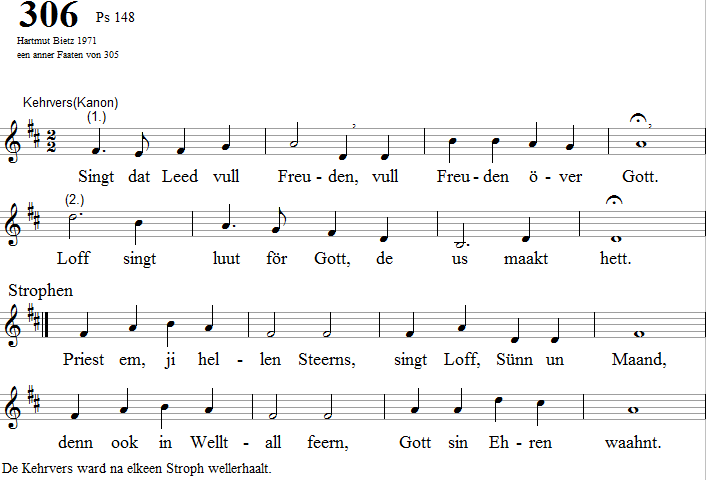 306 Ps 148
Hartmut Bietz 1971
een anner Faaten von 305
Kehrvers(Kanon)
(1.)
2
2
Singt dat Leed vull Freu - den, vull Freu - den ö - ver Gott.
(2.)
Loff singt luut för Gott, de us maakt hett.
Strophen
Priest em, ji hel - len Steerns, singt Loff, Sünn un Maand,
denn ook in Wellt - all feern, Gott sin Eh - ren waahnt.
De Kehrvers ward na elkeen Stroph wellerhaalt.